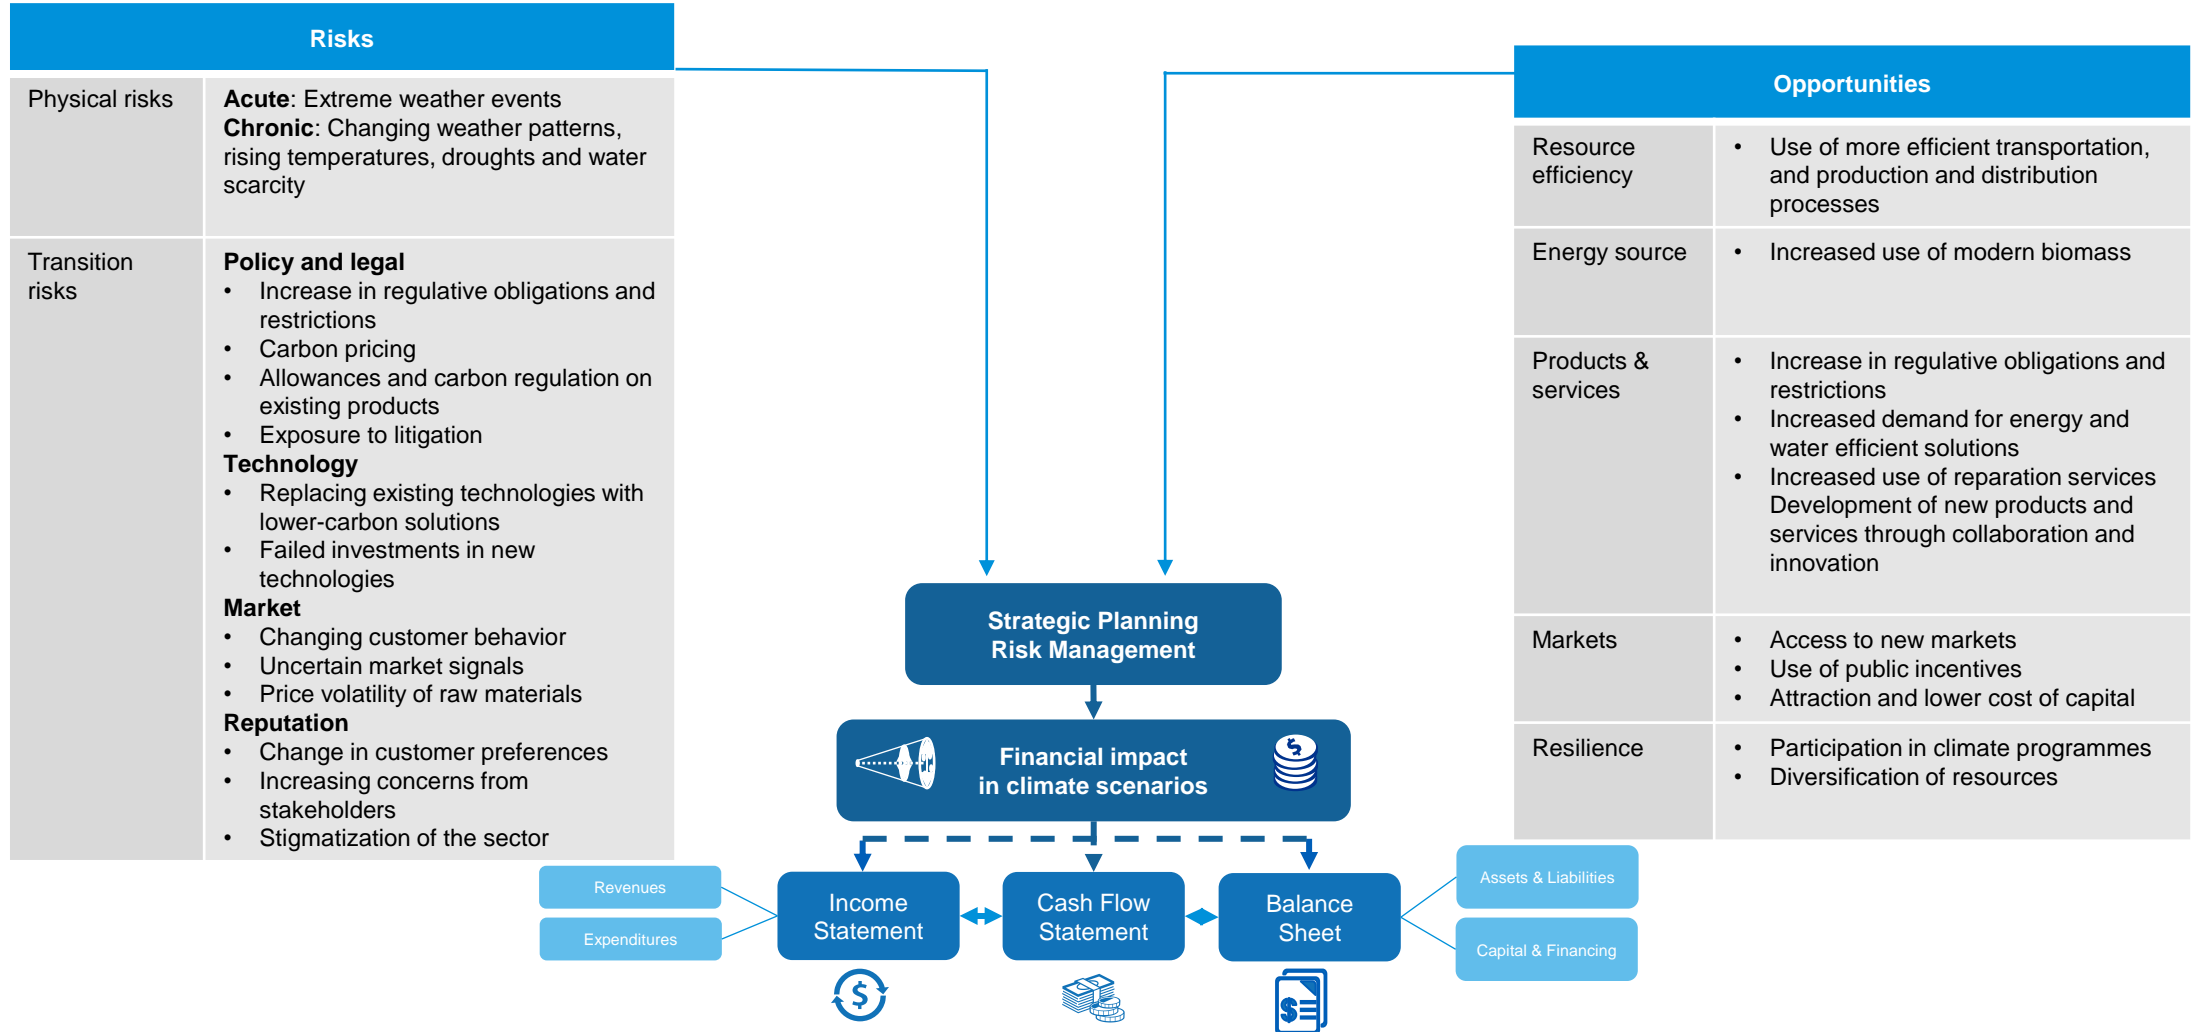 Risks
Physical risks
Acute: Extreme weather events
Chronic: Changing weather patterns,
rising temperatures, droughts and water
scarcity
Transition
risks
Policy and legal
• Increase in regulative obligations and
restrictions
• Carbon pricing
• Allowances and carbon regulation on
existing products
• Exposure to litigation
Technology
• Replacing existing technologies with
lower-carbon solutions
• Failed investments in new
technologies
Market
• Changing customer behavior
• Uncertain market signals
• Price volatility of raw materials
Reputation
• Change in customer preferences
• Increasing concerns from
stakeholders
• Stigmatization of the sector
Opportunities
Resource
efficiency
• Use of more efficient transportation,
and production and distribution
processes
Energy source
• Increased use of modern biomass
Products &
services
• Increase in regulative obligations and
restrictions
• Increased demand for energy and
water efficient solutions
• Increased use of reparation services
Development of new products and
services through collaboration and
innovation
Markets
• Access to new markets
• Use of public incentives
• Attraction and lower cost of capital
Resilience
• Participation in climate programmes
• Diversification of resources
Strategic Planning
Risk Management
Financial impact
in climate scenarios
$
Revenues
Expenditures
Income
Statement
Cash Flow
Statement
Balance
Sheet
Assets & Liabilities
Capital & Financing
$
$